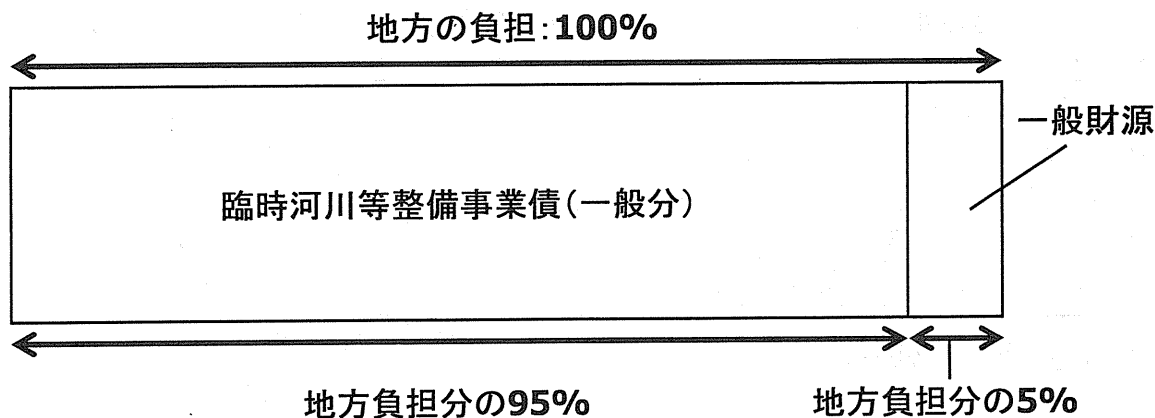 地方の負担：100%
一般財源
臨時河川等整備事業債（一般分）
地方負担分の95%
地方負担分の5%